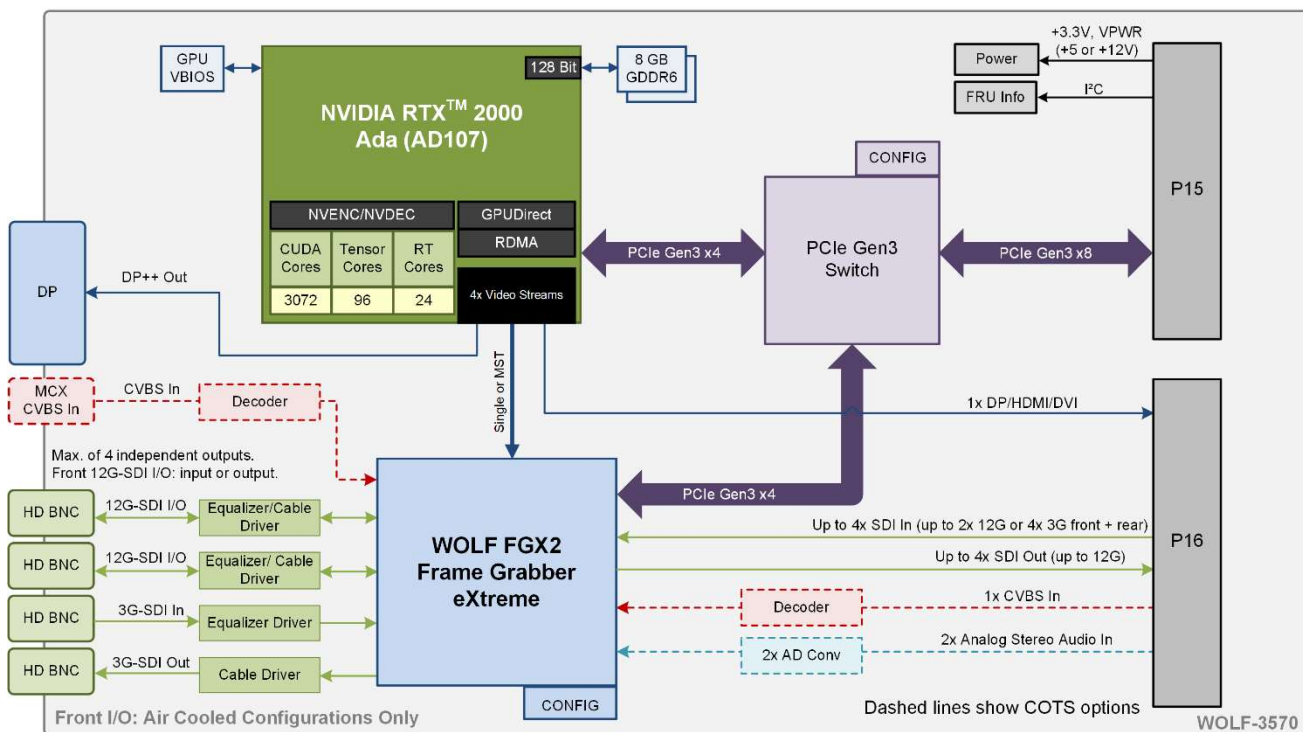 GPU
VBIOS
128 Bit
8 GB
GDDR6
NVIDIA RTX™ 2000
Ada (AD107)
NVENC/NVDEC
GPUDirect
RDMA
CUDA
Cores
Tensor
Cores
RT
Cores
3072
96
24
4x Video Streams
+3.3V, VPWR
(+5 or +12V)
Power
FRU Info
I²C
P15
CONFIG
PCIe Gen3
Switch
PCIe Gen3 x4
PCIe Gen3 x8
DP
DP++ Out
MCX
CVBS In
CVBS In
Decoder
Single or MST
1x DP/HDMI/DVI
Max. of 4 independent outputs.
Front 12G-SDI I/O: input or output.
PCIe Gen3 x4
HD BNC
12G-SDI I/O
Equalizer/Cable
Driver
HD BNC
12G-SDI I/O
Equalizer/ Cable
Driver
HD BNC
3G-SDI In
Equalizer Driver
HD BNC
3G-SDI Out
Cable Driver
WOLF FGX2
Frame Grabber
eXtreme
CONFIG
Up to 4x SDI In (up to 2x 12G or 4x 3G front + rear)
Up to 4x SDI Out (up to 12G)
Decoder
1x CVBS In
2x AD Conv
2x Analog Stereo Audio In
P16
Dashed lines show COTS options
Front I/O: Air Cooled Configurations Only
WOLF-3570